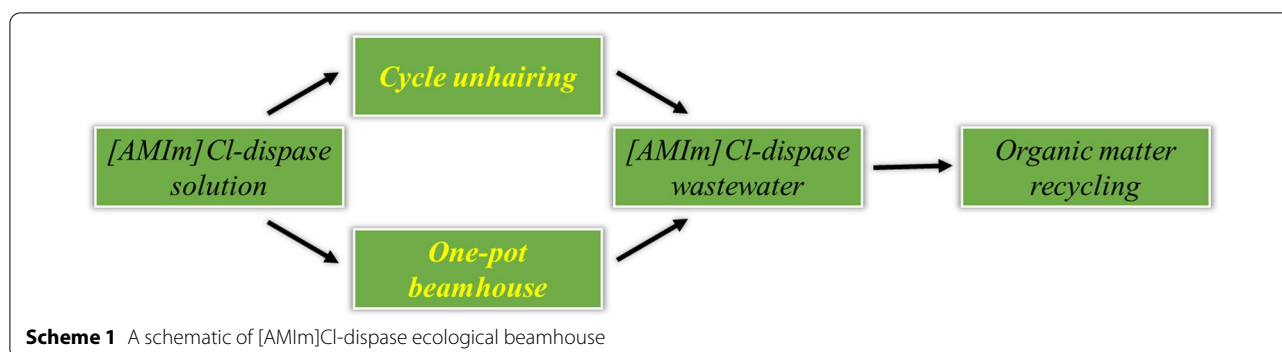 Cycle unhairing
[AMIm]Cl-dispase
solution
[AMIm]Cl-dispase
wastewater
Organic matter
recycling
One-pot
beamhouse
Scheme 1 A schematic of [AMIm]Cl-dispase ecological beamhouse